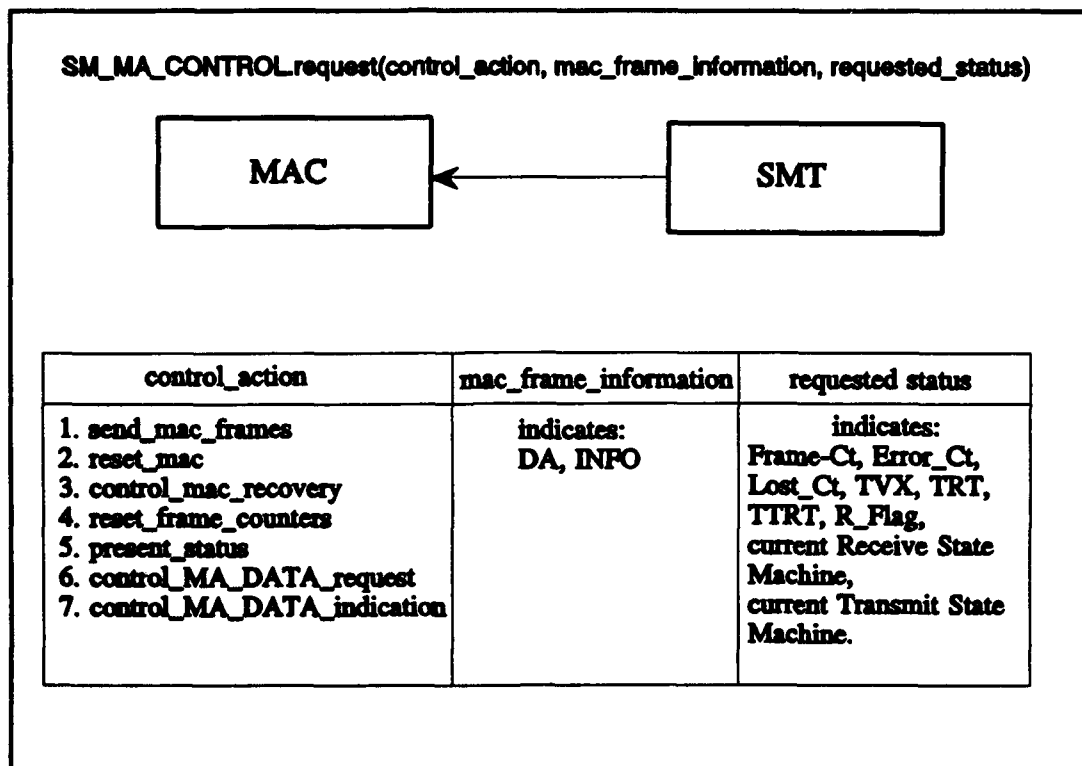 SM_MA_CONTROL.request(control_action, mac_frame_information, requested_status)
MAC
SMT
control_action
1. send_mac_frames
2. reset_mac
3. control_mac_recovery
4. reset_frame_counters
5. present_status
6. control_MA_DATA_request
7. control_MA_DATA_indication
mac_frame_information
indicates:
DA, INFO
requested status
indicates:
Frame-Ct, Error_Ct,
Lost_Ct, TVX, TRT,
TTRT, R_Flag,
current Receive State
Machine,
current Transmit State
Machine.